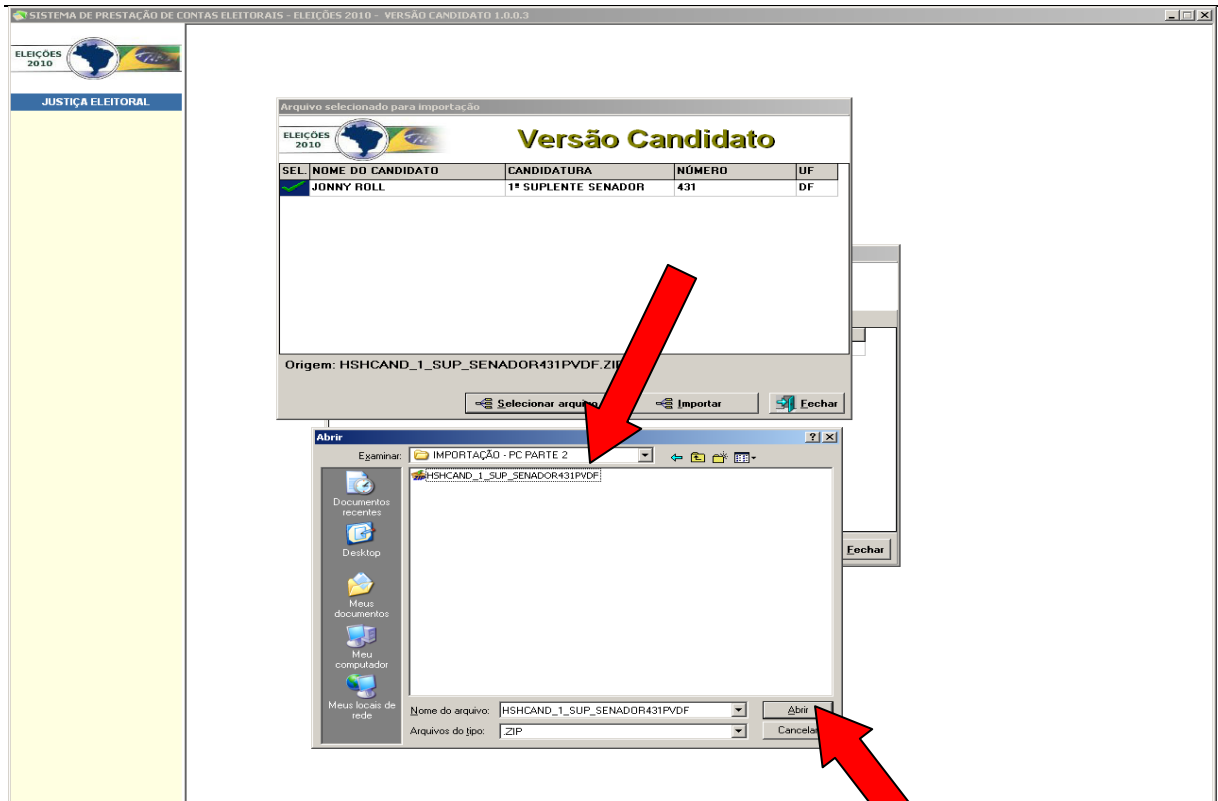 SISTEMA DE PRESTAÇÃO DE CONTAS ELEITORAIS - ELEIÇÕES 2010 - VERSÃO CANDIDATO 1.0.0.3
ELEIÇÕES
2010
JUSTIÇA ELEITORAL
Arquivo selecionado para importação
ELEIÇÕES
2010
Versão Candidato
SEL. NOME DO CANDIDATO CANDIDATURA NÚMERO UF
JONNY ROLL 1º SUPLENTE SENADOR 431 DF
Origem: HSHCAND_1_SUP_SENADOR431PVDF.ZIP
Selecionar arquivo Importar Fechar
Abrir
Examinar: IMPORTAÇÃO - PC PARTE 2
HSHCAND_1_SUP_SENADOR431PVDF
Documentos
recentes
Desktop
Meus
documentos
Meu
computador
Meus locais de
rede
Nome do arquivo: HSHCAND_1_SUP_SENADOR431PVDF Abrir
Arquivos do tipo: .ZIP Cancelar
Fechar